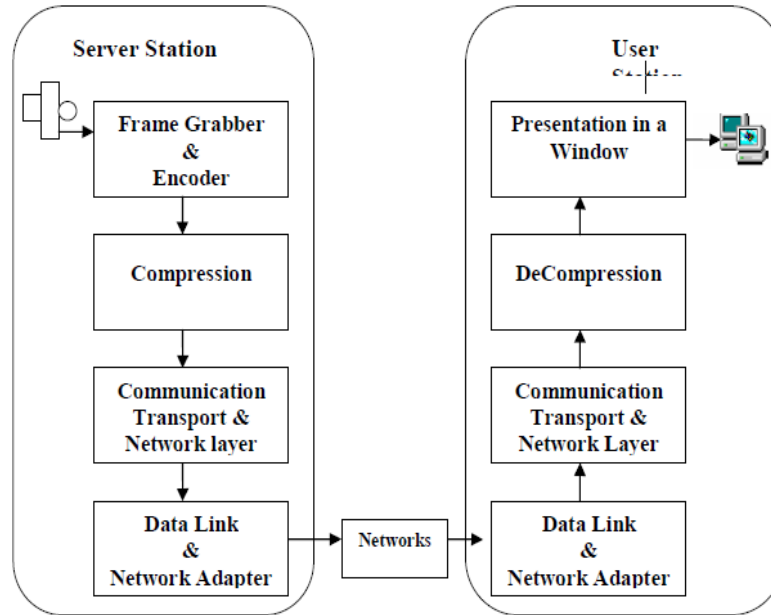 Server Station
Frame Grabber
&
Encoder
Compression
Communication
Transport &
Network layer
Data Link
&
Network Adapter
Networks
User
Station
Presentation in a
Window
DeCompression
Communication
Transport &
Network Layer
Data Link
&
Network Adapter